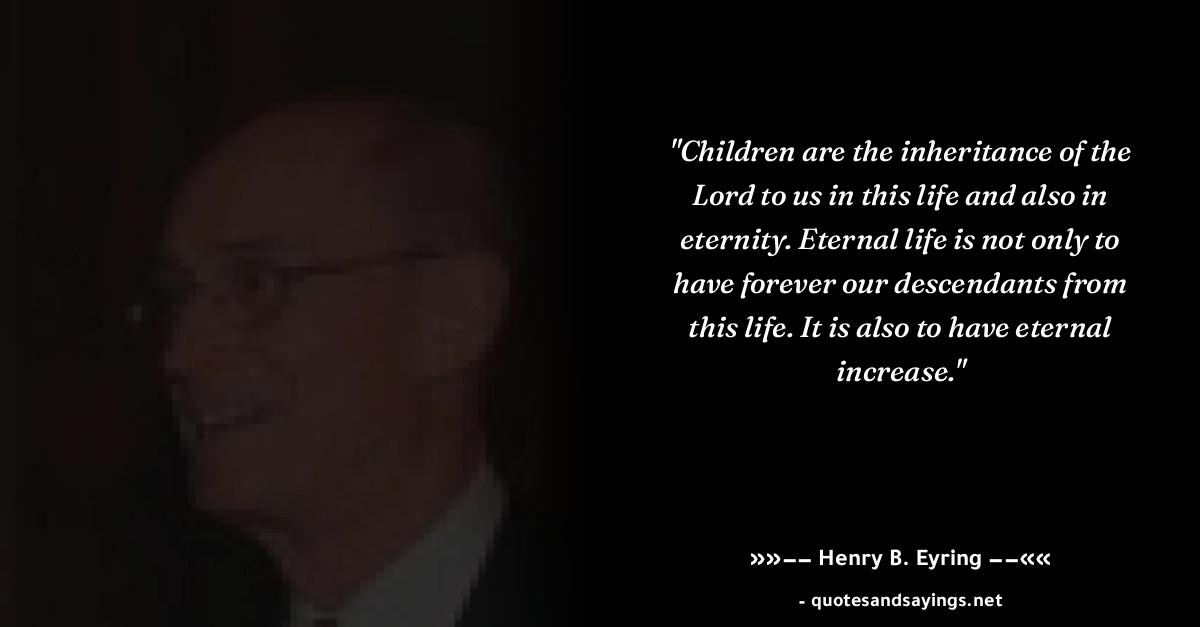 "Children are the inheritance of the
Lord to us in this life and also in
eternity. Eternal life is not only to
have forever our descendants from
this life. It is also to have eternal
increase."
»»−− Henry B. Eyring −−««
- quotesandsayings.net